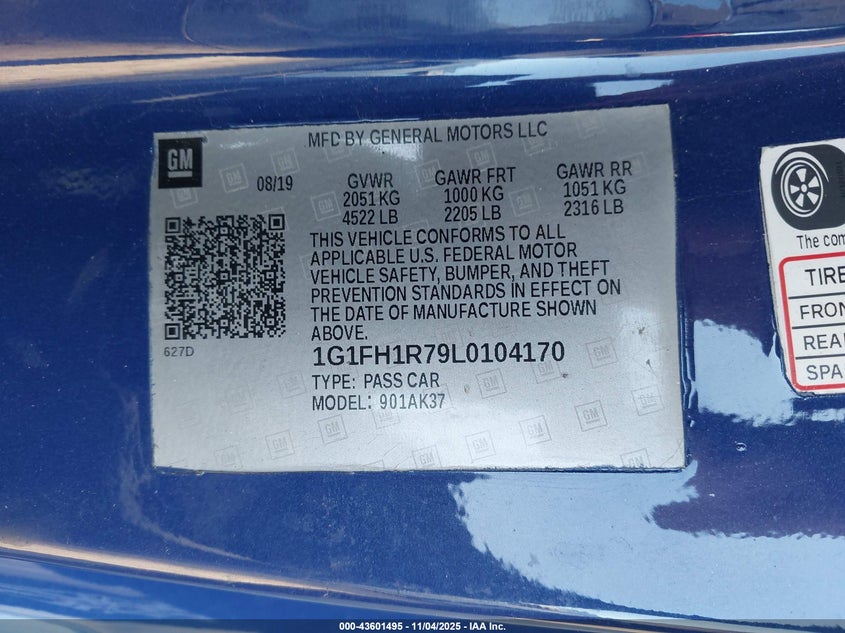 MFD BY GENERAL MOTORS LLC
GM
08/19
GVWR
2051 KG
4522 LB
GAWR FRT
1000 KG
2205 LB
GAWR RR
1051 KG
2316 LB
THIS VEHICLE CONFORMS TO ALL
APPLICABLE U.S. FEDERAL MOTOR
VEHICLE SAFETY, BUMPER, AND THEFT
PREVENTION STANDARDS IN EFFECT ON
THE DATE OF MANUFACTURE SHOWN
ABOVE.
627D
1G1FH1R79L0104170
TYPE: PASS CAR
MODEL: 901AK37
The com
TIRE
FRON
REA
SPA
000-43601495 - 11/04/2025 - IAA Inc.